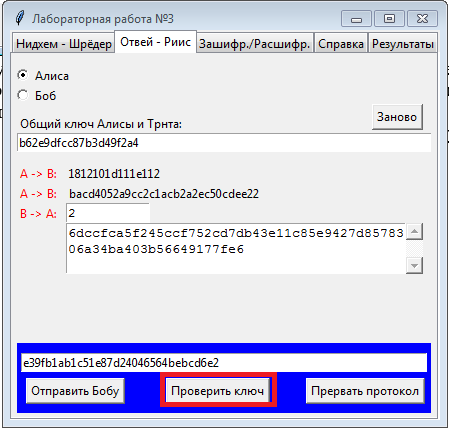 Лабораторная работа №3
Нидхем - Шрёдер Отвей - Риис Зашифр./Расшифр. Справка Результаты
Алиса
Боб
Общий ключ Алисы и Трнта:
Заново
b62e9dfcc87b3d49f2a4
A -> B: 1812101d111e112
A -> B: bacd4052a9cc2c1acb2a2ec50cdee22
B -> A: 2
6dccfca5f245ccf752cd7db43e11c85e9427d85783
06a34ba403b56649177fe6
e39fb1ab1c51e87d24046564bebcd6e2
Отправить Бобу Проверить ключ Прервать протокол